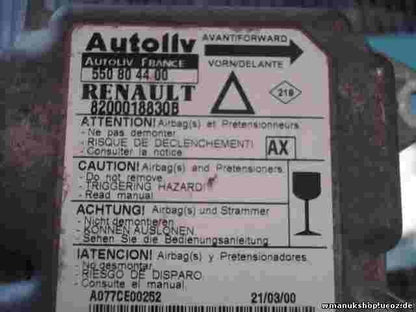 Autoliv
AVANT/FORWARD
AUTOLIV FRANCE
VORN/DELANTE
550 80 44 00
RENAULT
8200018830B
218
ATTENTION! Airbag(s) et Pretensionneurs
- Ne pas demonter
- RISQUE DE DECLENCHEMENT!
- Consulter la notice
AX
CAUTION! Airbag(s) and Pretensioners
- Do not remove
- TRIGGERING HAZARD!
- Read manual
ACHTUNG! Airbag(s) und Strammer
- Nicht demontieren
- KÖNNEN AUSLÖSEN
- Sehen Sie die Bedienungsanleitung
!ATENCION! Airbag(s) y Pretensionadores
- No desmontar
- RIESGO DE DISPARO
- Consulte el manual
A077CE00262
21/03/00
wmanukshop.ucoz.de